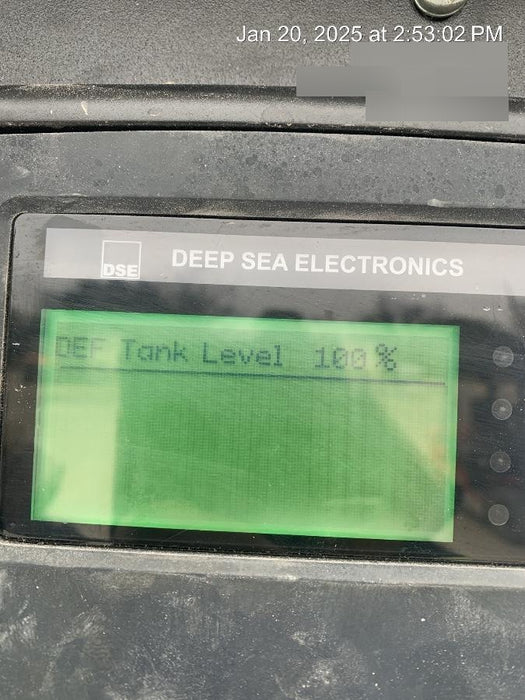 Jan 20, 2025 at 2:53:02 PM
DSE DEEP SEA ELECTRONICS
DEF Tank Level 100%